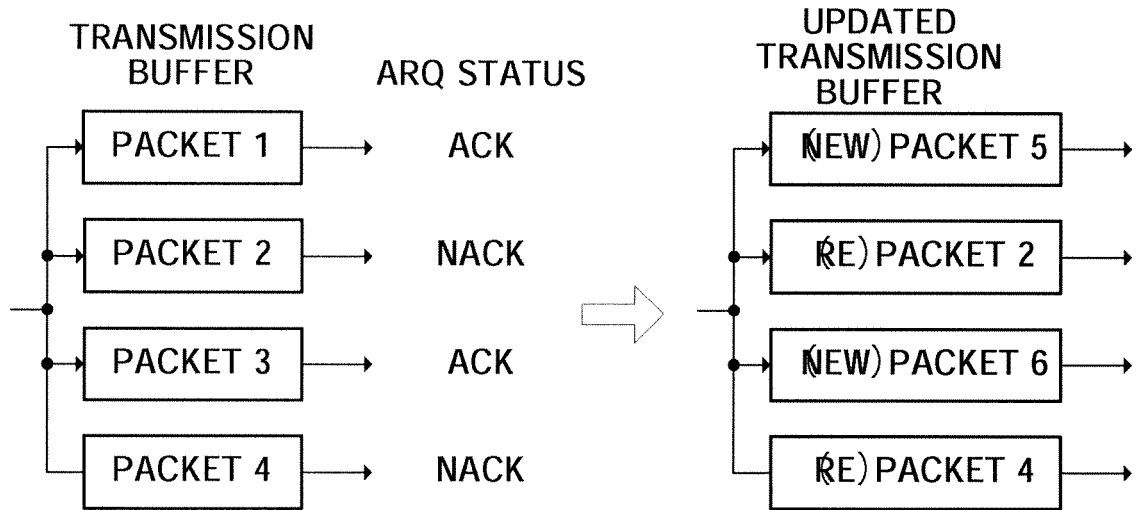 TRANSMISSION
BUFFER
ARQ STATUS
UPDATED
TRANSMISSION
BUFFER
PACKET 1
ACK
(NEW) PACKET 5
PACKET 2
NACK
(RE) PACKET 2
PACKET 3
ACK
(NEW) PACKET 6
PACKET 4
NACK
(RE) PACKET 4